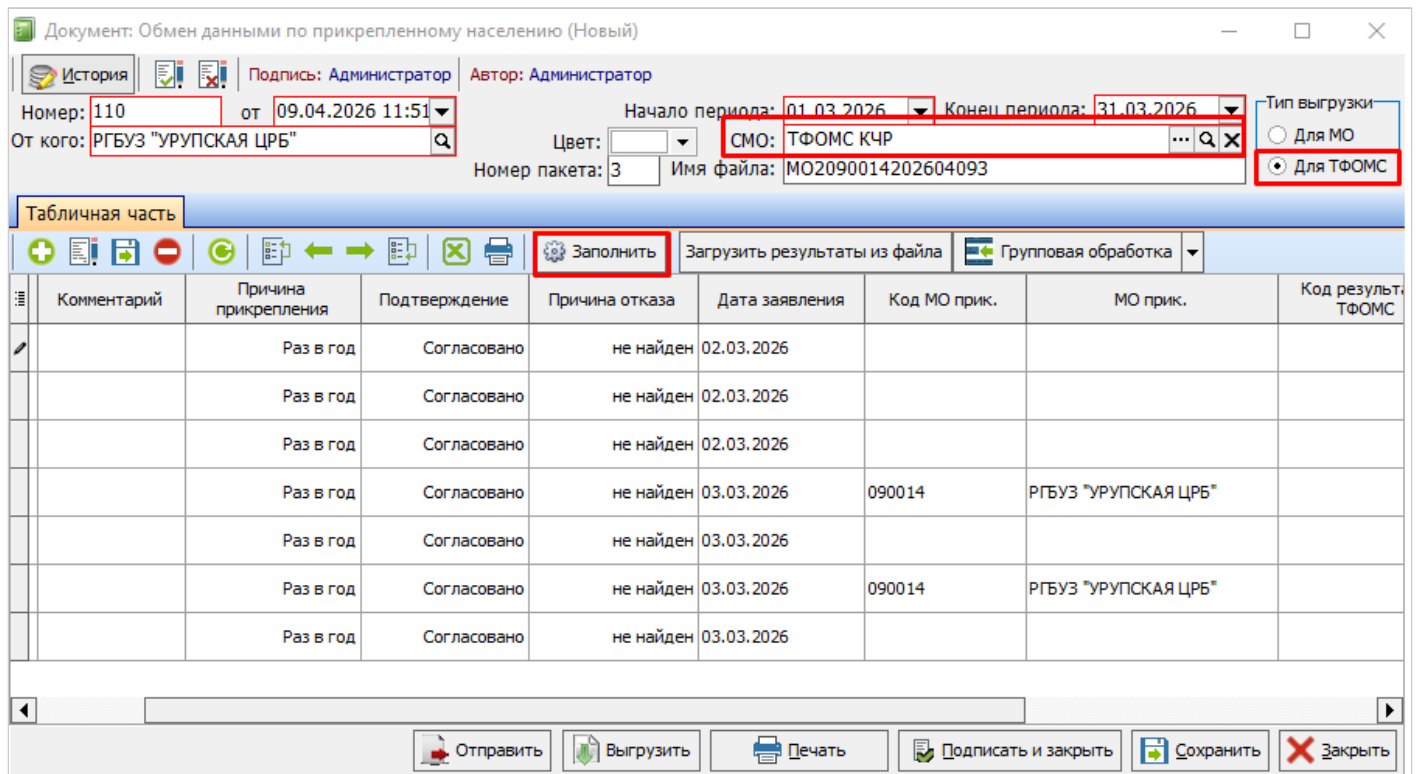 Документ: Обмен данными по прикрепленному населению (Новый)
История Подпись: Администратор Автор: Администратор
Номер: 110 от 09.04.2026 11:51 Начало периода: 01.03.2026 Конец периода: 31.03.2026 Тип выгрузки
От кого: РГБУЗ "УРУПСКАЯ ЦРБ" Цвет: СМО: ТФОМС КЧР Для МО
Номер пакета: 3 Имя файла: MO2090014202604093 Для ТФОМС
Табличная часть
Заполнить Загрузить результаты из файла Групповая обработка
Комментарий Причина прикрепления Подтверждение Причина отказа Дата заявления Код МО прик. МО прик. Код результа ТФОМС
Раз в год Согласовано не найден 02.03.2026
Раз в год Согласовано не найден 02.03.2026
Раз в год Согласовано не найден 02.03.2026
Раз в год Согласовано не найден 03.03.2026 090014 РГБУЗ "УРУПСКАЯ ЦРБ"
Раз в год Согласовано не найден 03.03.2026
Раз в год Согласовано не найден 03.03.2026 090014 РГБУЗ "УРУПСКАЯ ЦРБ"
Раз в год Согласовано не найден 03.03.2026
Отправить Выгрузить Печать Подписать и закрыть Сохранить Закрыть